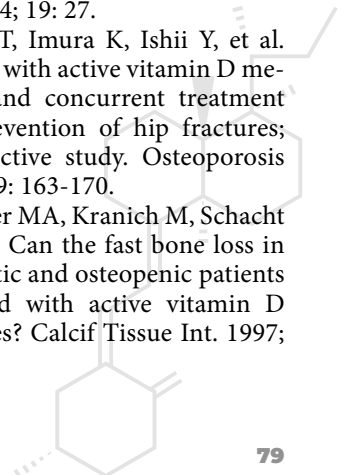 4; 19: 27.
T, Imura K, Ishii Y, et al.
with active vitamin D me-
and concurrent treatment
evention of hip fractures;
ctive study. Osteoporosis
9: 163-170.
er MA, Kranich M, Schacht
Can the fast bone loss in
tic and osteopenic patients
d with active vitamin D
es? Calcif Tissue Int. 1997;
79